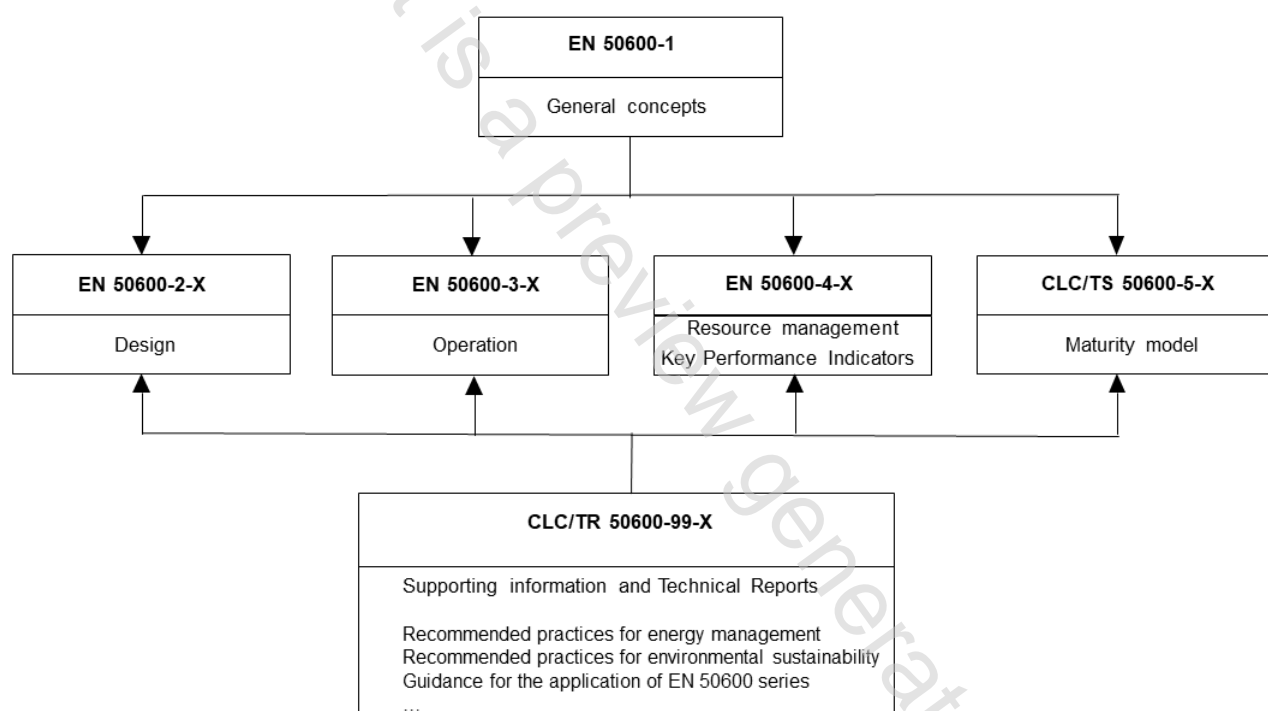 EN 50600-1
General concepts
EN 50600-2-X
Design
EN 50600-3-X
Operation
EN 50600-4-X
Resource management
Key Performance Indicators
CLC/TS 50600-5-X
Maturity model
CLC/TR 50600-99-X
Supporting information and Technical Reports
Recommended practices for energy management
Recommended practices for environmental sustainability
Guidance for the application of EN 50600 series
...
is a preview generat